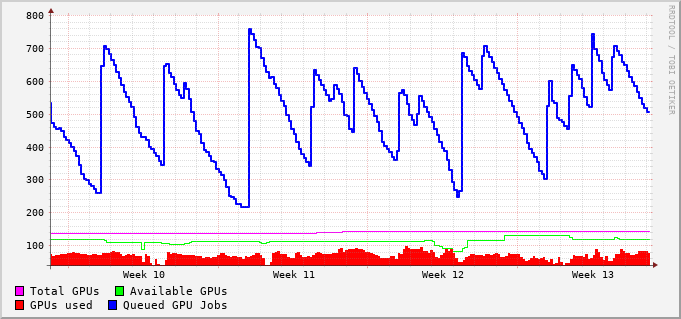 800
700
600
500
400
300
200
100
Week 10 Week 11 Week 12 Week 13
Total GPUs Available GPUs
GPUs used Queued GPU Jobs
RRDTOOL / TOBI OETIKER